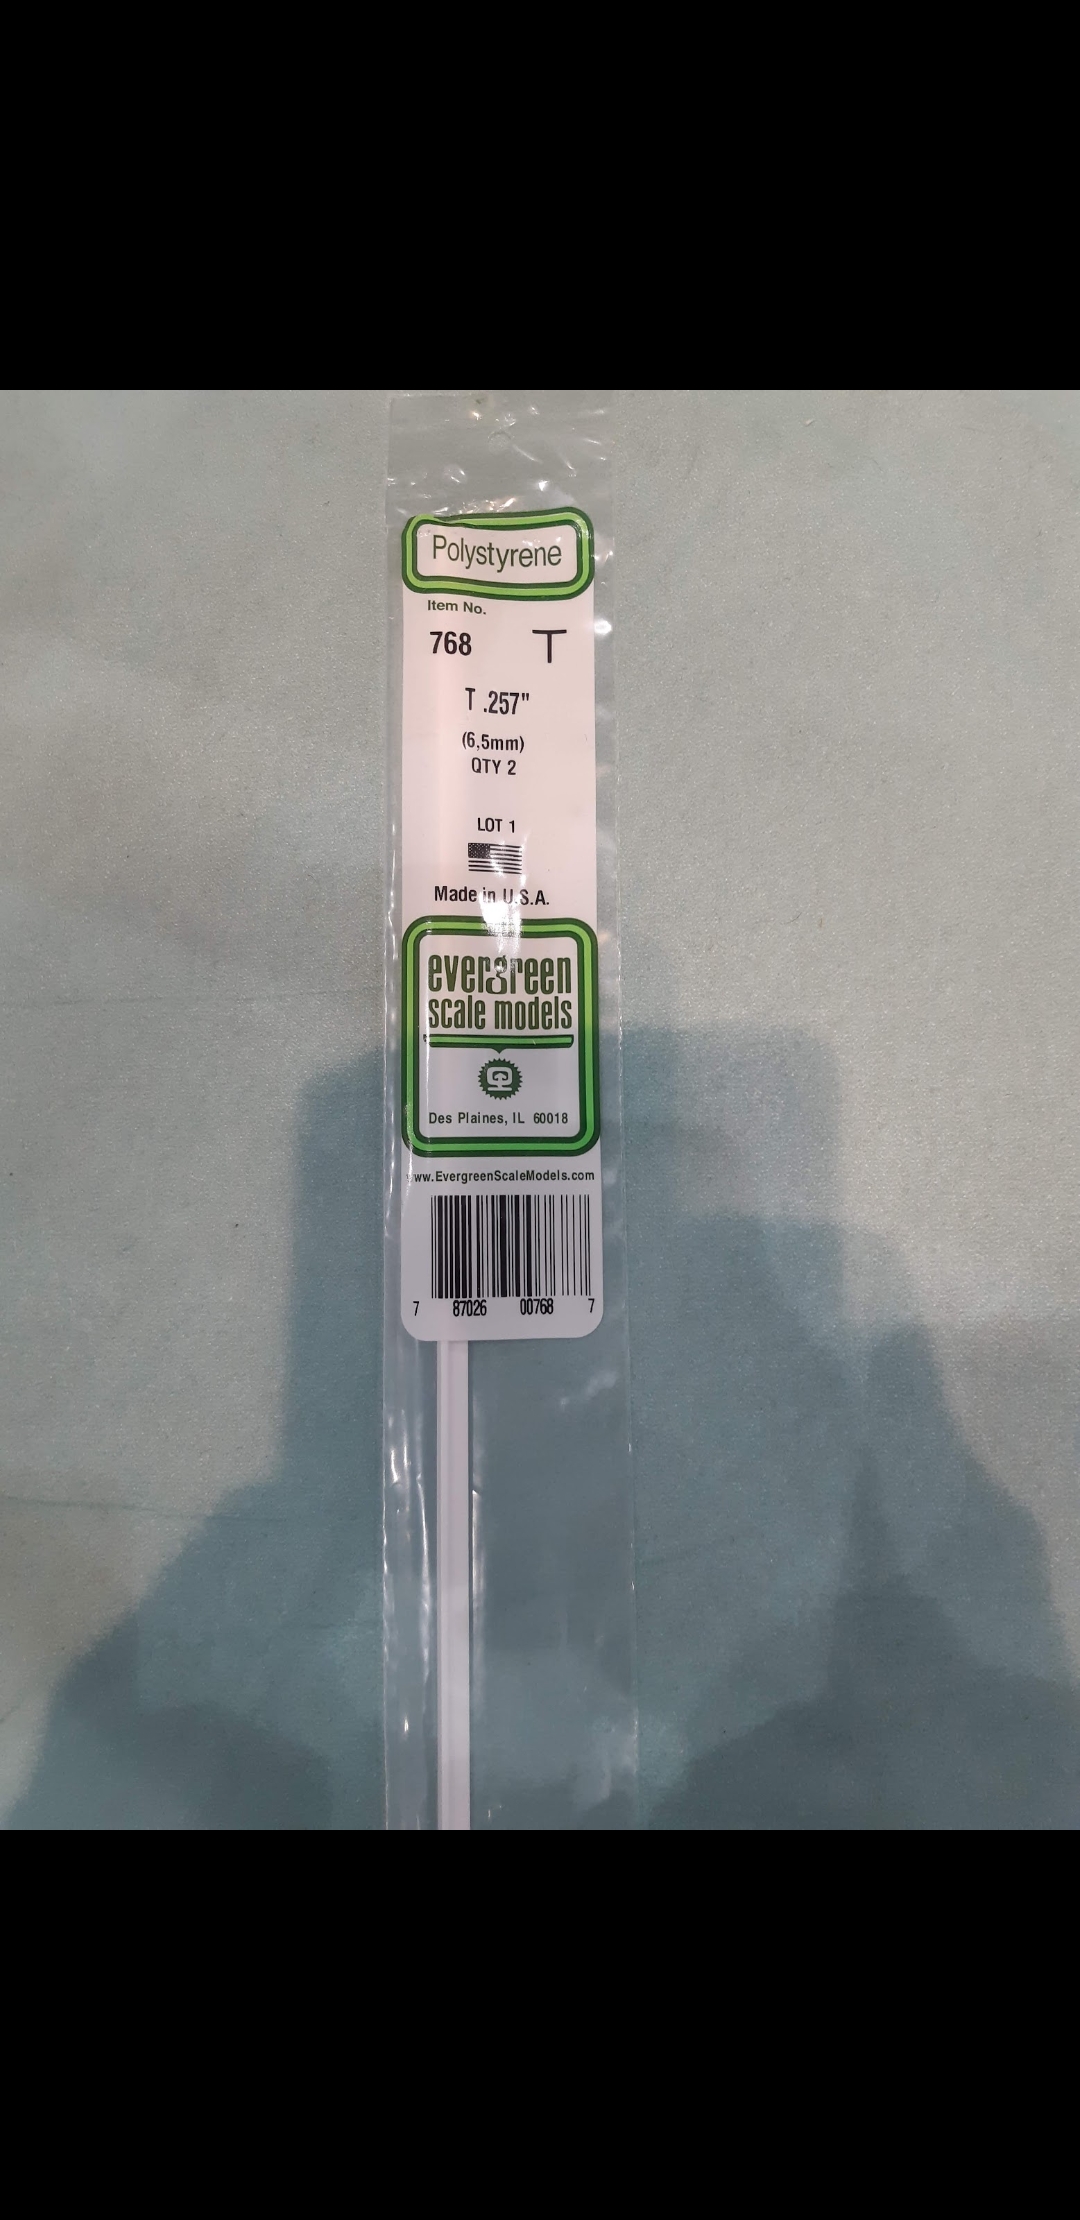 Polystyrene
Item No.
768 T
T .257"
(6,5mm)
QTY 2
LOT 1
Made in U.S.A.
evergreen
scale models
Des Plaines, IL 60018
www.EvergreenScaleModels.com
7 87026 00768 7